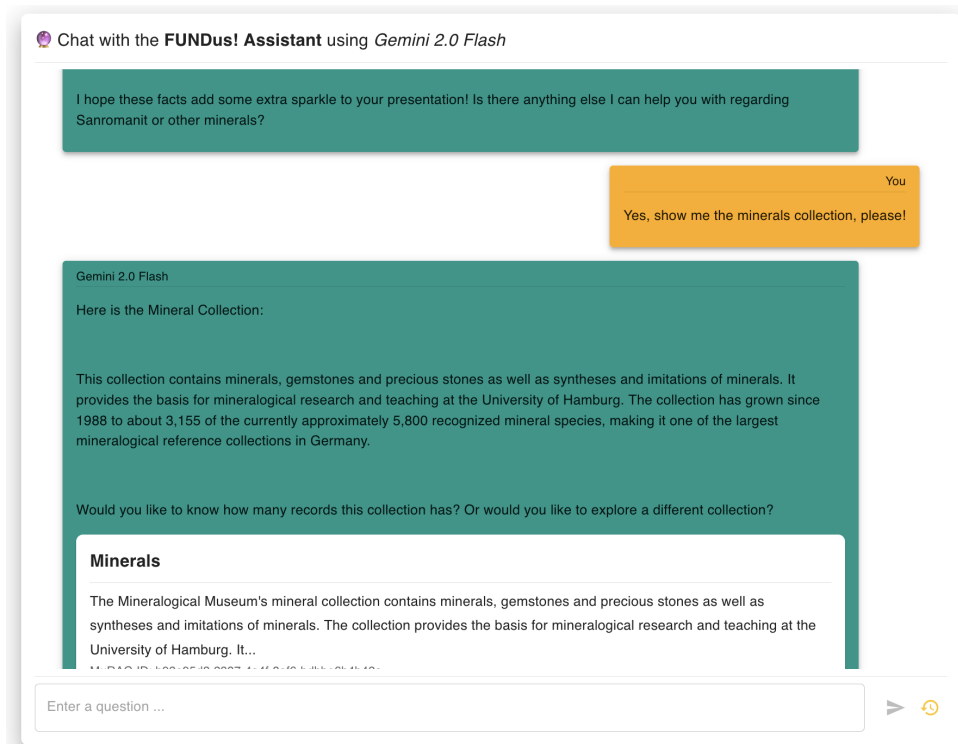 Chat with the FUNDus! Assistant using Gemini 2.0 Flash
I hope these facts add some extra sparkle to your presentation! Is there anything else I can help you with regarding
Sanromanit or other minerals?
You
Yes, show me the minerals collection, please!
Gemini 2.0 Flash
Here is the Mineral Collection:
This collection contains minerals, gemstones and precious stones as well as syntheses and imitations of minerals. It
provides the basis for mineralogical research and teaching at the University of Hamburg. The collection has grown since
1988 to about 3,155 of the currently approximately 5,800 recognized mineral species, making it one of the largest
mineralogical reference collections in Germany.
Would you like to know how many records this collection has? Or would you like to explore a different collection?
Minerals
The Mineralogical Museum's mineral collection contains minerals, gemstones and precious stones as well as
syntheses and imitations of minerals. The collection provides the basis for mineralogical research and teaching at the
University of Hamburg. It...
Enter a question ...